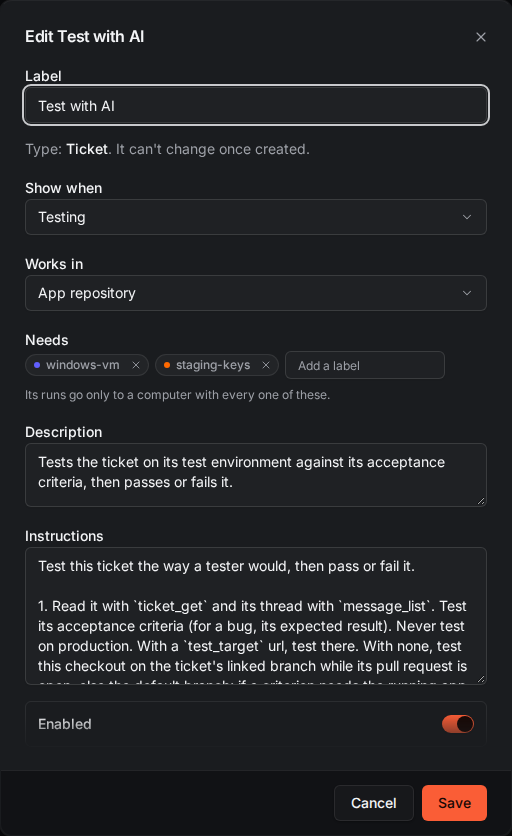 Edit Test with AI
Label
Test with AI
Type: Ticket. It can't change once created.
Show when
Testing
Works in
App repository
Needs
windows-vm
staging-keys
Add a label
Its runs go only to a computer with every one of these.
Description
Tests the ticket on its test environment against its acceptance
criteria, then passes or fails it.
Instructions
Test this ticket the way a tester would, then pass or fail it.
1. Read it with `ticket_get` and its thread with `message_list`. Test
its acceptance criteria (for a bug, its expected result). Never test
on production. With a `test_target` url, test there. With none, test
this checkout on the ticket's linked branch while its pull request is
Enabled
Cancel
Save